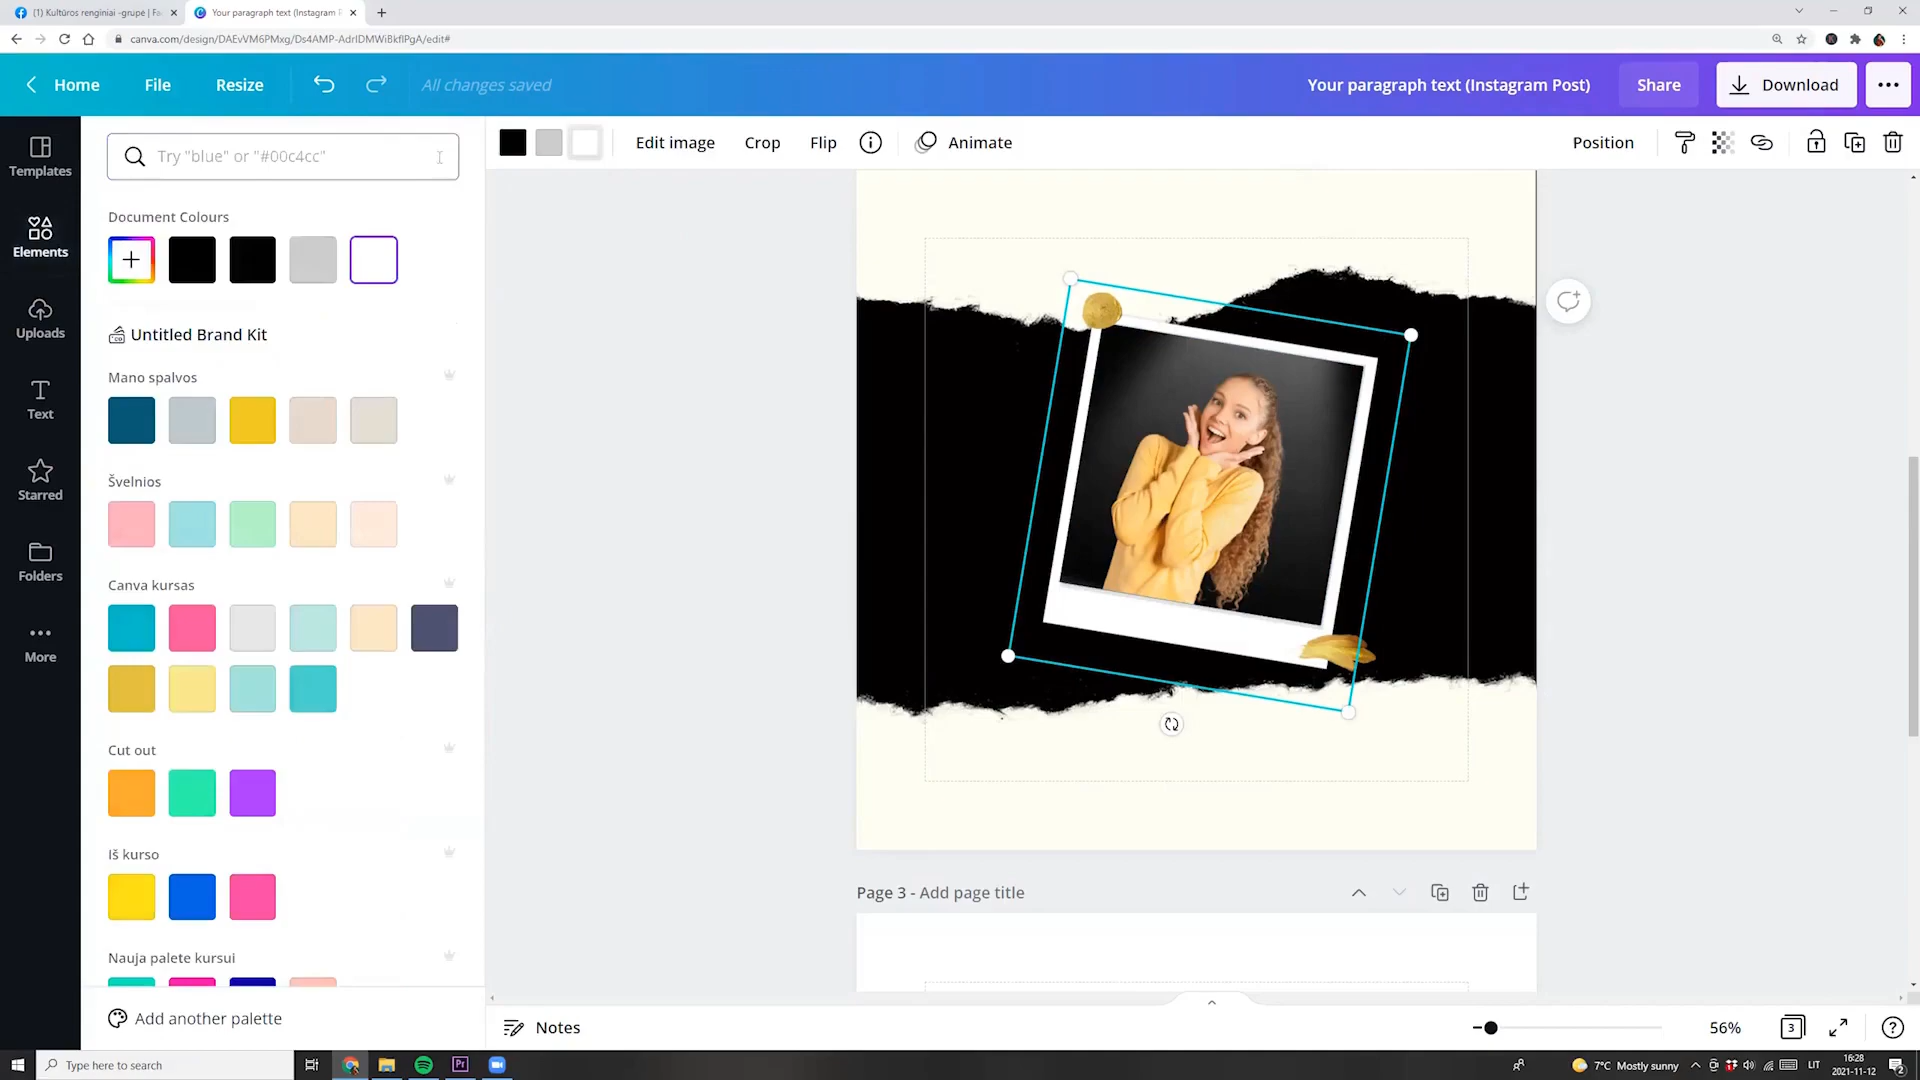 (1) Kultūros renginiai -grupė | Fa
Your paragraph text (Instagram P
canva.com/design/DAEvVM6PMxg/Ds4AMP-AdrIDMWiBkflPgA/edit#
Home
File
Resize
All changes saved
Your paragraph text (Instagram Post)
Share
Download
Templates
Elements
Uploads
Text
Starred
Folders
More
Try "blue" or "#00c4cc"
Document Colours
Untitled Brand Kit
Mano spalvos
Švelnios
Canva kursas
Cut out
Iš kurso
Nauja palete kursui
Add another palette
Edit image
Crop
Flip
Animate
Position
Page 3 - Add page title
Notes
56%
3
Type here to search
7°C Mostly sunny
LIT
16:28
2021-11-12
2